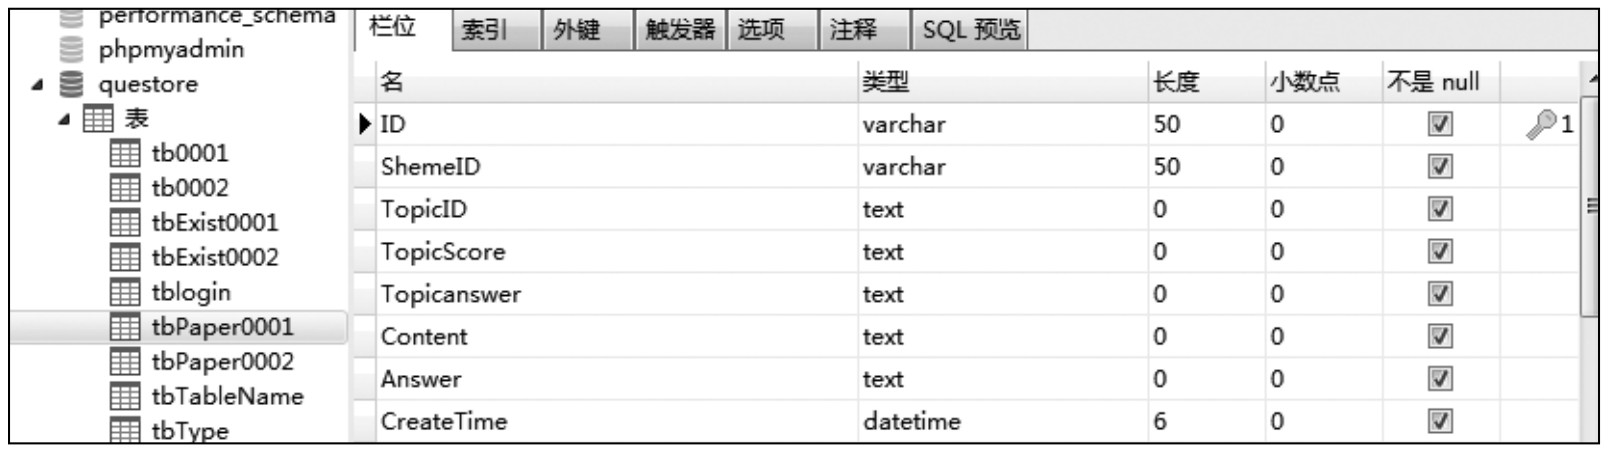 performance_schema
phpmyadmin
questore
表
tb0001
tb0002
tbExist0001
tbExist0002
tblogin
tbPaper0001
tbPaper0002
tbTableName
tbType
栏位 索引 外键 触发器 选项 注释 SQL 预览
名 类型 长度 小数点 不是 null
ID varchar 50 0 1
ShemeID varchar 50 0
TopicID text 0 0
TopicScore text 0 0
Topicanswer text 0 0
Content text 0 0
Answer text 0 0
CreateTime datetime 6 0